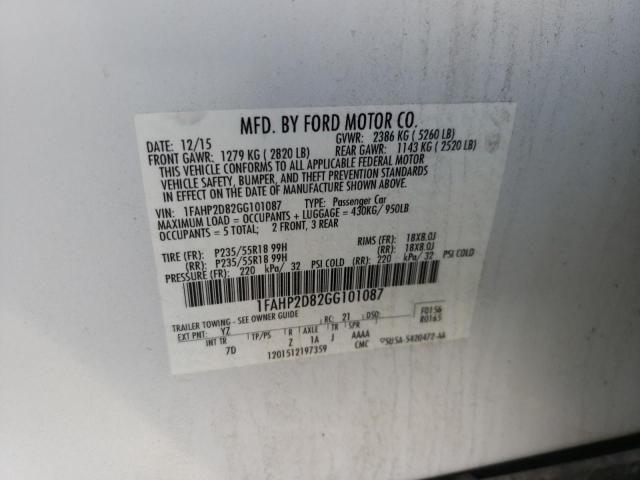 MFD. BY FORD MOTOR CO.
DATE: 12/15 GVWR: 2386 KG ( 5260 LB)
FRONT GAWR: 1279 KG ( 2820 LB) REAR GAWR: 1143 KG ( 2520 LB)
THIS VEHICLE CONFORMS TO ALL APPLICABLE FEDERAL MOTOR
VEHICLE SAFETY, BUMPER, AND THEFT PREVENTION STANDARDS
IN EFFECT ON THE DATE OF MANUFACTURE SHOWN ABOVE.
VIN: 1FAHP2D82GG101087 TYPE: Passenger Car
MAXIMUM LOAD = OCCUPANTS + LUGGAGE = 430KG/ 950LB
OCCUPANTS = 5 TOTAL; 2 FRONT, 3 REAR
TIRE (FR): P235/55R18 99H RIMS (FR): 18X8.0J
(RR): P235/55R18 99H (RR): 18X8.0J
PRESSURE (FR): 220 kPa/ 32 PSI COLD (RR): 220 kPa/ 32 PSI COLD
1FAHP2D82GG101087
TRAILER TOWING - SEE OWNER GUIDE F0156
EXT PNT: YZ RC: 21 DSO: R0165
INT TR TP/PS R AXLE TR SPR
7D Z 1A J AAAA
1201512197359 CMC